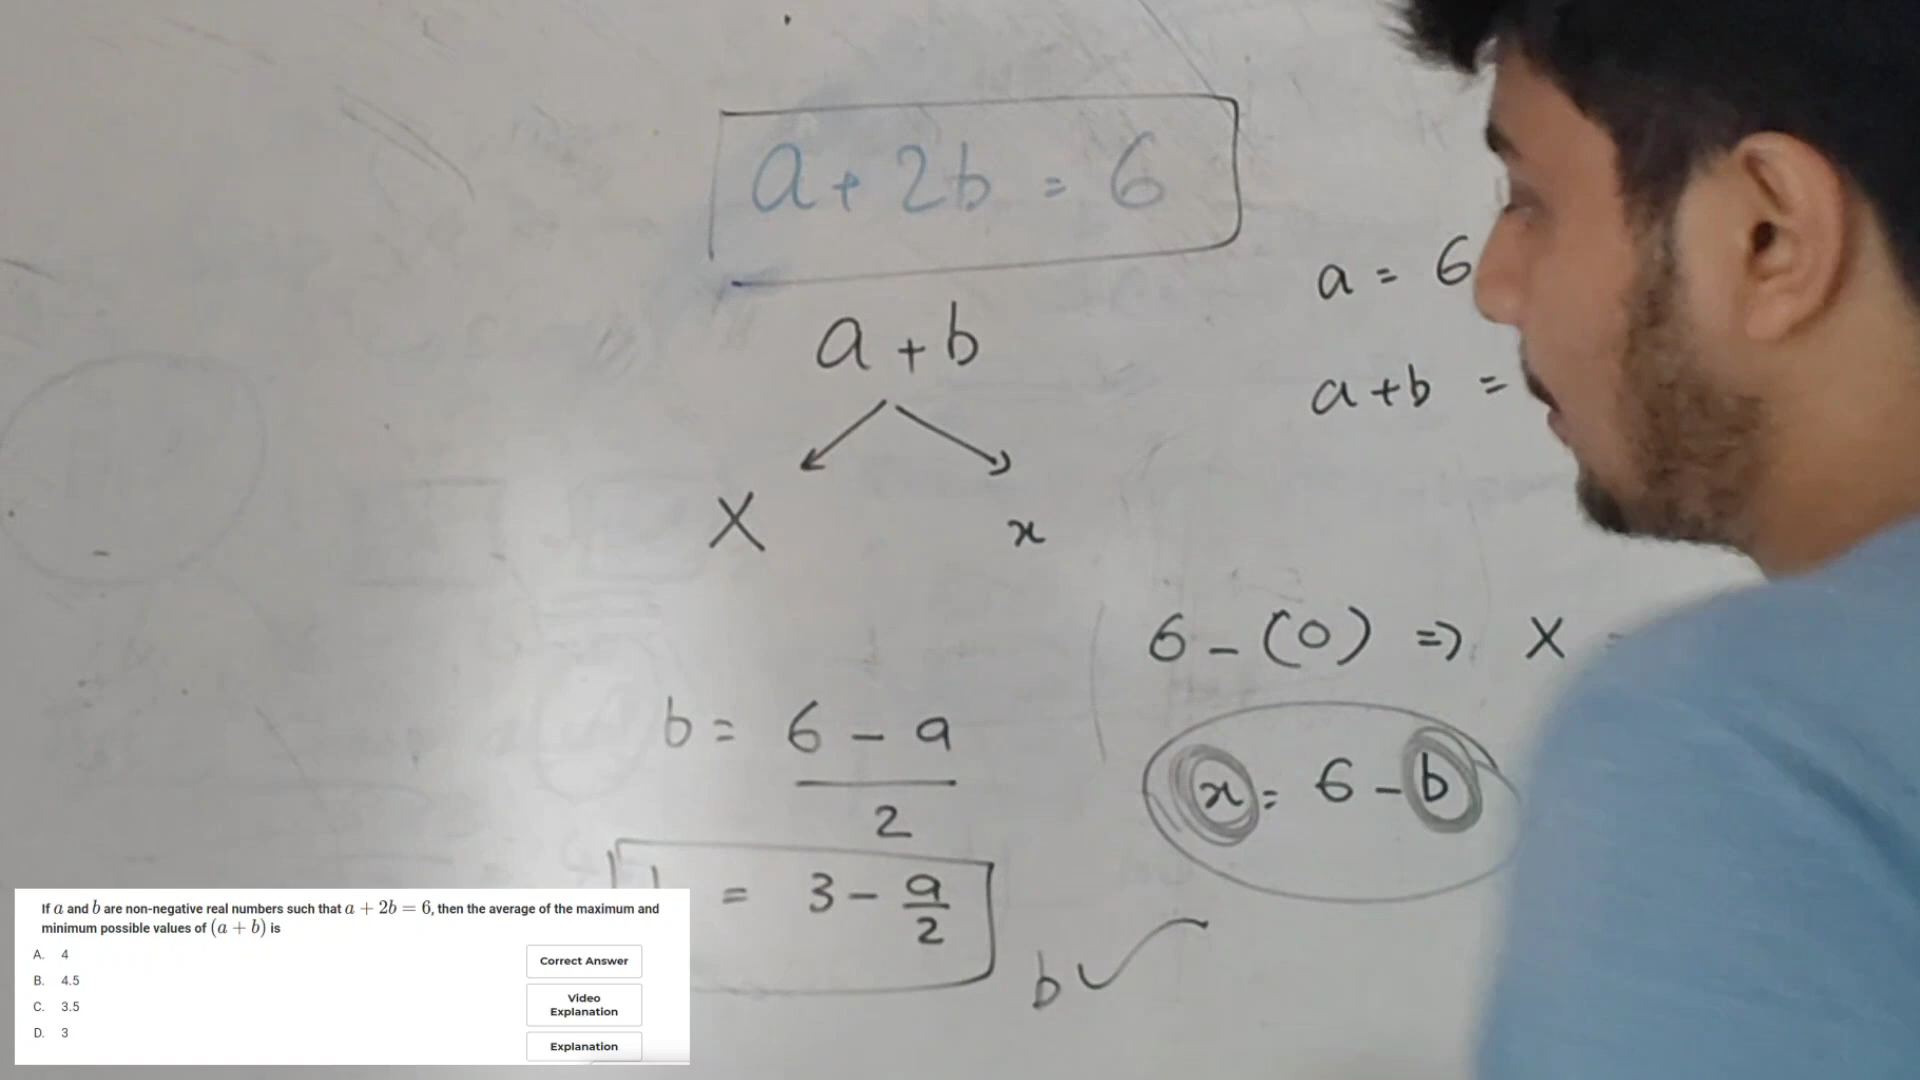 a + 2b = 6
a = 6
a + b
a + b =
X
x
6 - (0) => X
b = 6 - a
2
x = 6 - b
= 3 - a/2
b
If a and b are non-negative real numbers such that a + 2b = 6, then the average of the maximum and
minimum possible values of (a + b) is
A. 4
B. 4.5
C. 3.5
D. 3
Correct Answer
Video
Explanation
Explanation